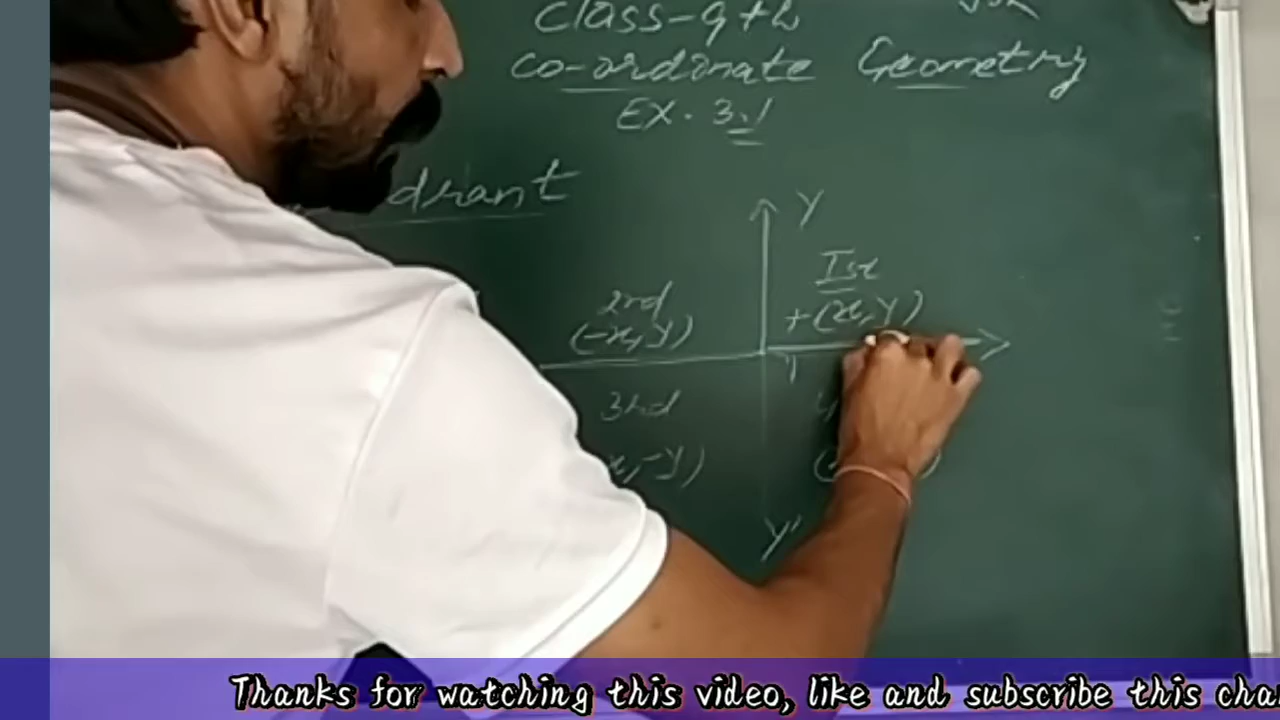 Class-9th
Co-ordinate Geometry
EX. 3.1
drant
Y
Ist
+(x,y)
2nd
(-x,y)
3rd
x,-y)
Y'
Thanks for watching this video, like and subscribe this cha